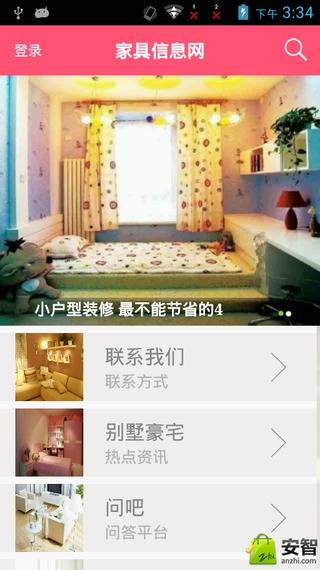 下午 3:34
登录
家具信息网
小户型装修 最不能节省的4
联系我们
联系方式
别墅豪宅
热点资讯
问吧
问答平台
安智
anzhi.com